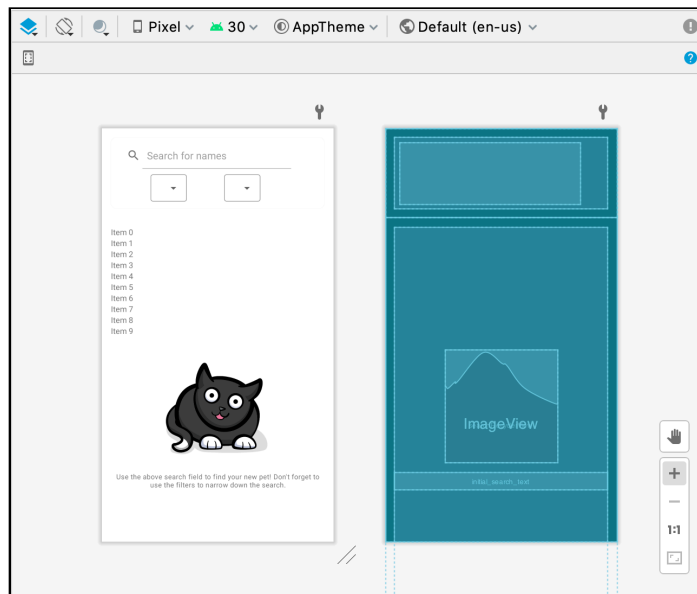 Pixel 30 AppTheme Default (en-us)
Search for names
Item 0
Item 1
Item 2
Item 3
Item 4
Item 5
Item 6
Item 7
Item 8
Item 9
Use the above search field to find your new pet! Don't forget to
use the filters to narrow down the search.
ImageView
initial_search_text
1:1